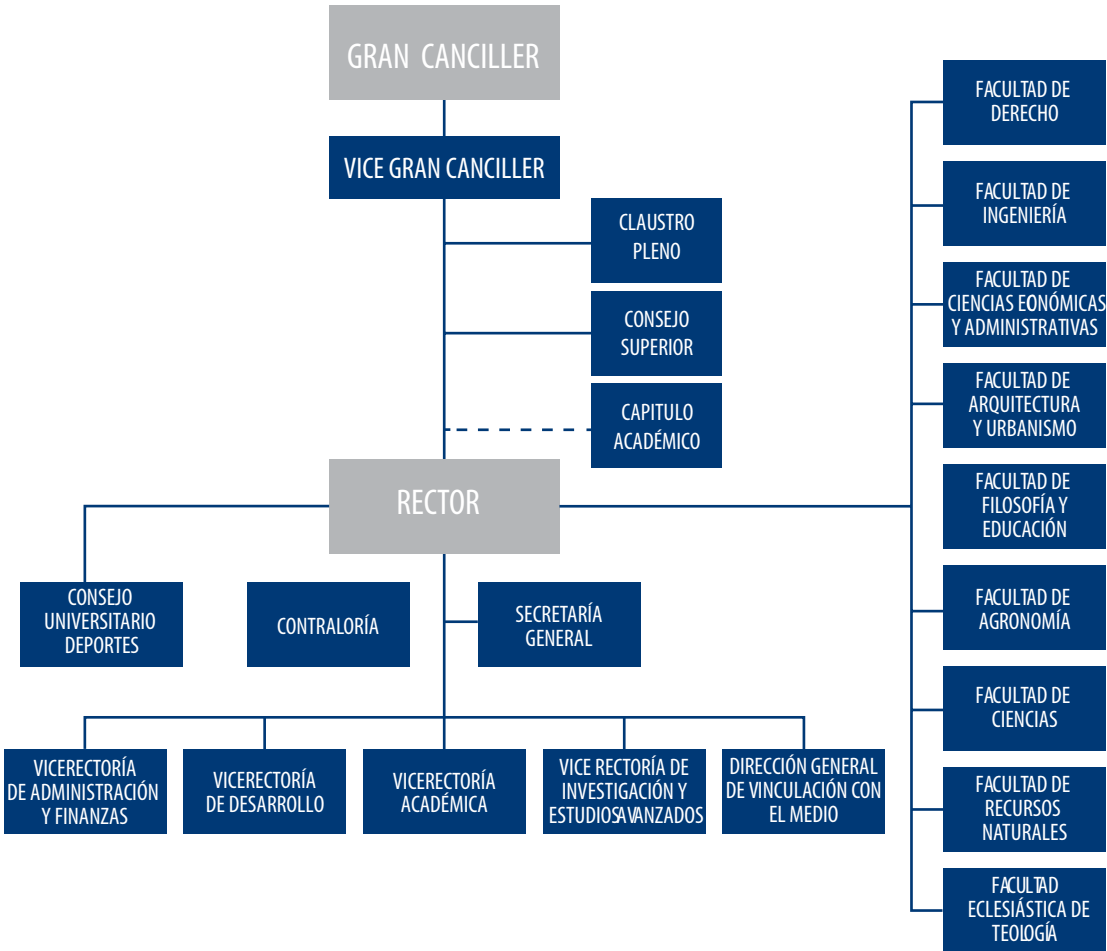 GRAN CANCILLER
VICE GRAN CANCILLER
CLAUSTRO
PLENO
CONSEJO
SUPERIOR
CAPITULO
ACADÉMICO
RECTOR
CONSEJO
UNIVERSITARIO
DEPORTES
CONTRALORÍA
SECRETARÍA
GENERAL
VICERECTORÍA
DE ADMINISTRACIÓN
Y FINANZAS
VICERECTORÍA
DE DESARROLLO
VICERECTORÍA
ACADÉMICA
VICE RECTORÍA DE
INVESTIGACIÓN Y
ESTUDIOS AVANZADOS
DIRECCIÓN GENERAL
DE VINCULACIÓN CON
EL MEDIO
FACULTAD DE
DERECHO
FACULTAD DE
INGENIERÍA
FACULTAD DE
CIENCIAS ECONÓMICAS
Y ADMINISTRATIVAS
FACULTAD DE
ARQUITECTURA
Y URBANISMO
FACULTAD DE
FILOSOFÍA Y
EDUCACIÓN
FACULTAD DE
AGRONOMÍA
FACULTAD DE
CIENCIAS
FACULTAD DE
RECURSOS
NATURALES
FACULTAD
ECLESIÁSTICA DE
TEOLOGÍA